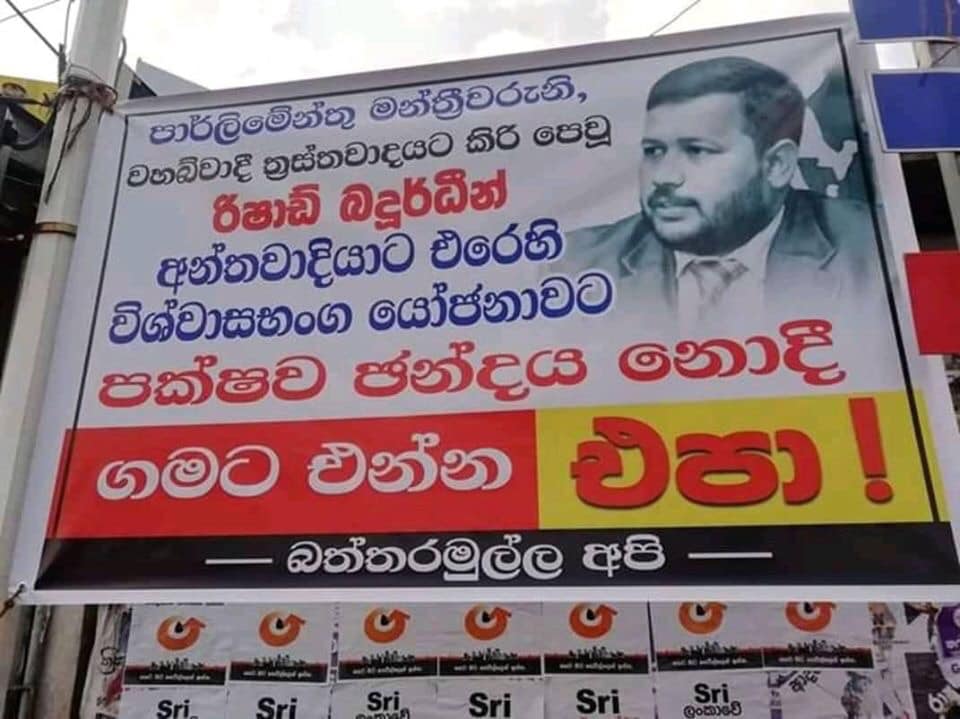 පාර්ලිමේන්තු මන්ත්‍රීවරුනි,
වහබ්වාදී ත්‍රස්තවාදයට කිරි පෙවූ
රිෂාඩ් බදූර්ධීන්
අන්තවාදියාට එරෙහි
විශ්වාසභංග යෝජනාවට
පක්ෂව ඡන්දය නොදී
ගමට එන්න එපා!
බත්තරමුල්ල අපි
Sri Sri Sri Sri Sri Sri
ලංකාවේ ලංකාවේ